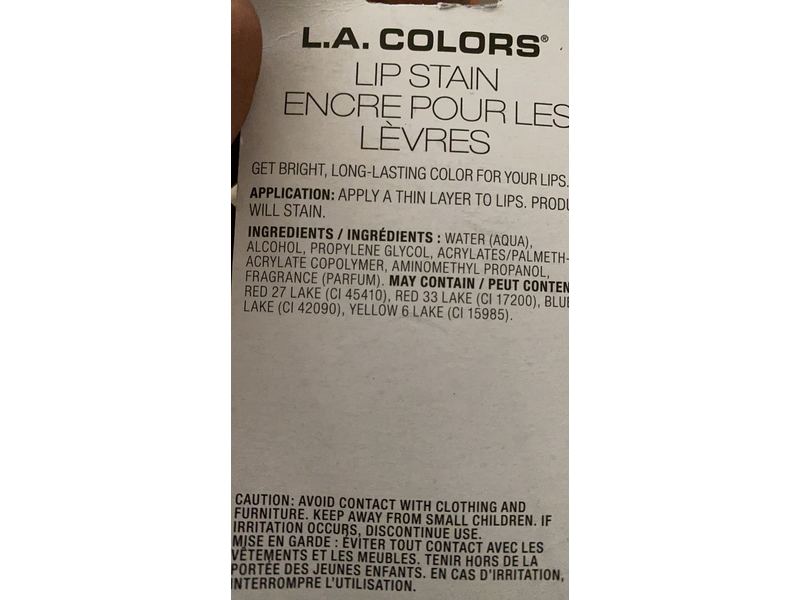 L.A. COLORS®
LIP STAIN
ENCRE POUR LES
LÈVRES
GET BRIGHT, LONG-LASTING COLOR FOR YOUR LIPS.
APPLICATION: APPLY A THIN LAYER TO LIPS. PRODU
WILL STAIN.
INGREDIENTS / INGRÉDIENTS : WATER (AQUA),
ALCOHOL, PROPYLENE GLYCOL, ACRYLATES/PALMETH-
ACRYLATE COPOLYMER, AMINOMETHYL PROPANOL,
FRAGRANCE (PARFUM). MAY CONTAIN / PEUT CONTEN
RED 27 LAKE (CI 45410), RED 33 LAKE (CI 17200), BLUE
LAKE (CI 42090), YELLOW 6 LAKE (CI 15985).
CAUTION: AVOID CONTACT WITH CLOTHING AND
FURNITURE. KEEP AWAY FROM SMALL CHILDREN. IF
IRRITATION OCCURS, DISCONTINUE USE.
MISE EN GARDE : ÉVITER TOUT CONTACT AVEC LES
VÊTEMENTS ET LES MEUBLES. TENIR HORS DE LA
PORTÉE DES JEUNES ENFANTS. EN CAS D'IRRITATION,
INTERROMPRE L'UTILISATION.